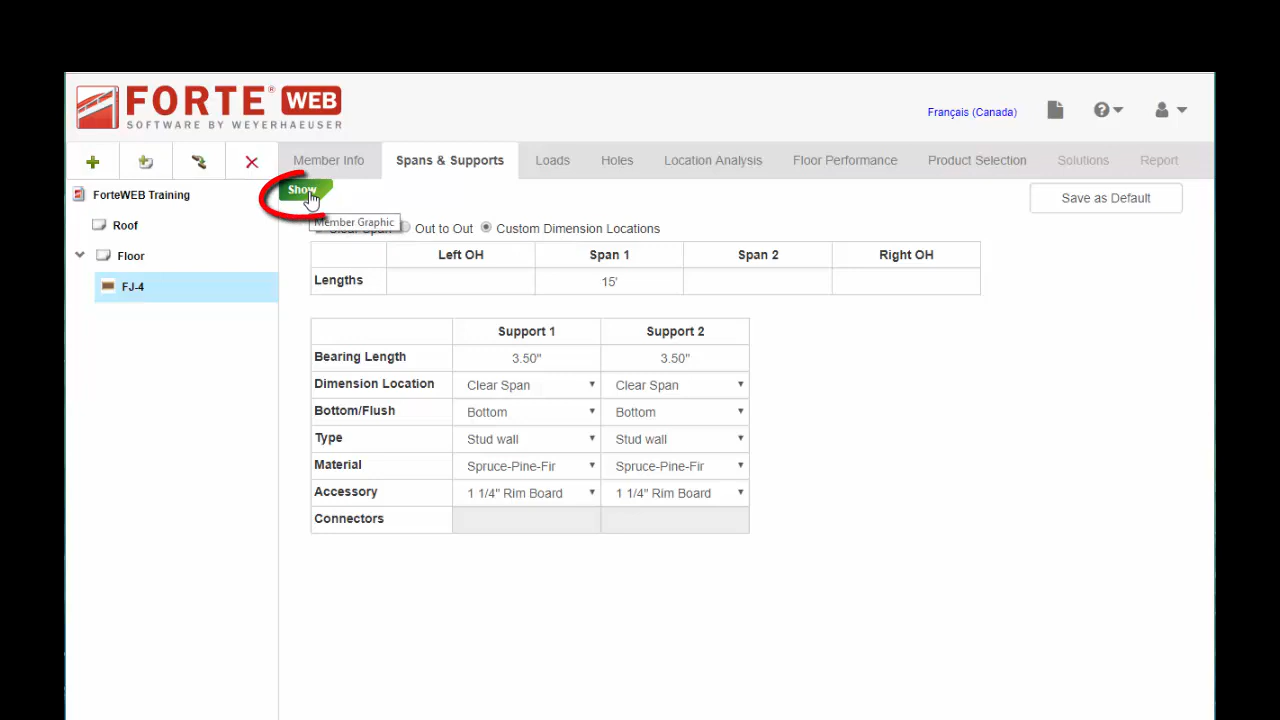 FORTE® WEB
SOFTWARE BY WEYERHAEUSER
Français (Canada)
Member Info
Spans & Supports
Loads
Holes
Location Analysis
Floor Performance
Product Selection
Solutions
Report
ForteWEB Training
Roof
Floor
FJ-4
Show
Member Graphic
Save as Default
Clear Span Out to Out Custom Dimension Locations
Left OH Span 1 Span 2 Right OH
Lengths 15'
Support 1 Support 2
Bearing Length 3.50" 3.50"
Dimension Location Clear Span Clear Span
Bottom/Flush Bottom Bottom
Type Stud wall Stud wall
Material Spruce-Pine-Fir Spruce-Pine-Fir
Accessory 1 1/4" Rim Board 1 1/4" Rim Board
Connectors